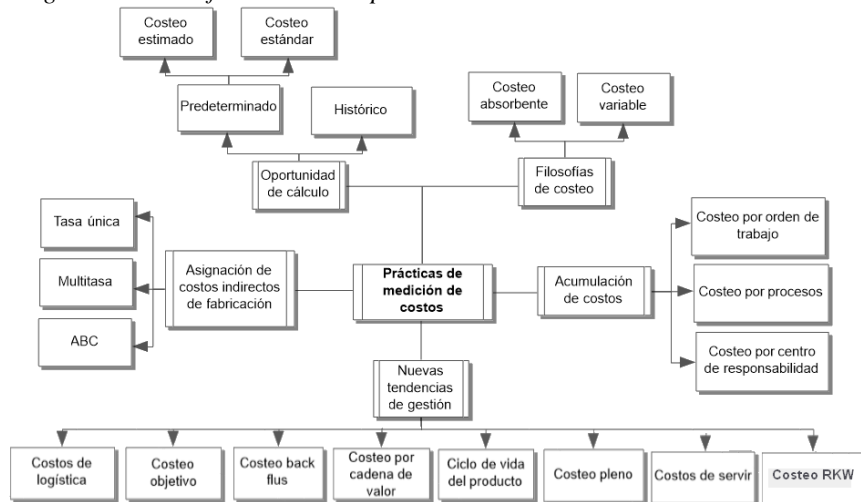 Costeo
estimado
Costeo
estándar
Predeterminado
Histórico
Costeo
absorbente
Costeo
variable
Oportunidad
de cálculo
Filosofías
de costeo
Tasa única
Multitasa
ABC
Asignación de
costos indirectos
de fabricación
Prácticas de
medición de
costos
Acumulación
de costos
Costeo por orden de
trabajo
Costeo por procesos
Costeo por centro
de responsabilidad
Nuevas
tendencias
de gestión
Costos de
logística
Costeo
objetivo
Costeo back
flus
Costeo por
cadena de
valor
Ciclo de vida
del producto
Costeo pleno
Costos de servir
Costeo RKW